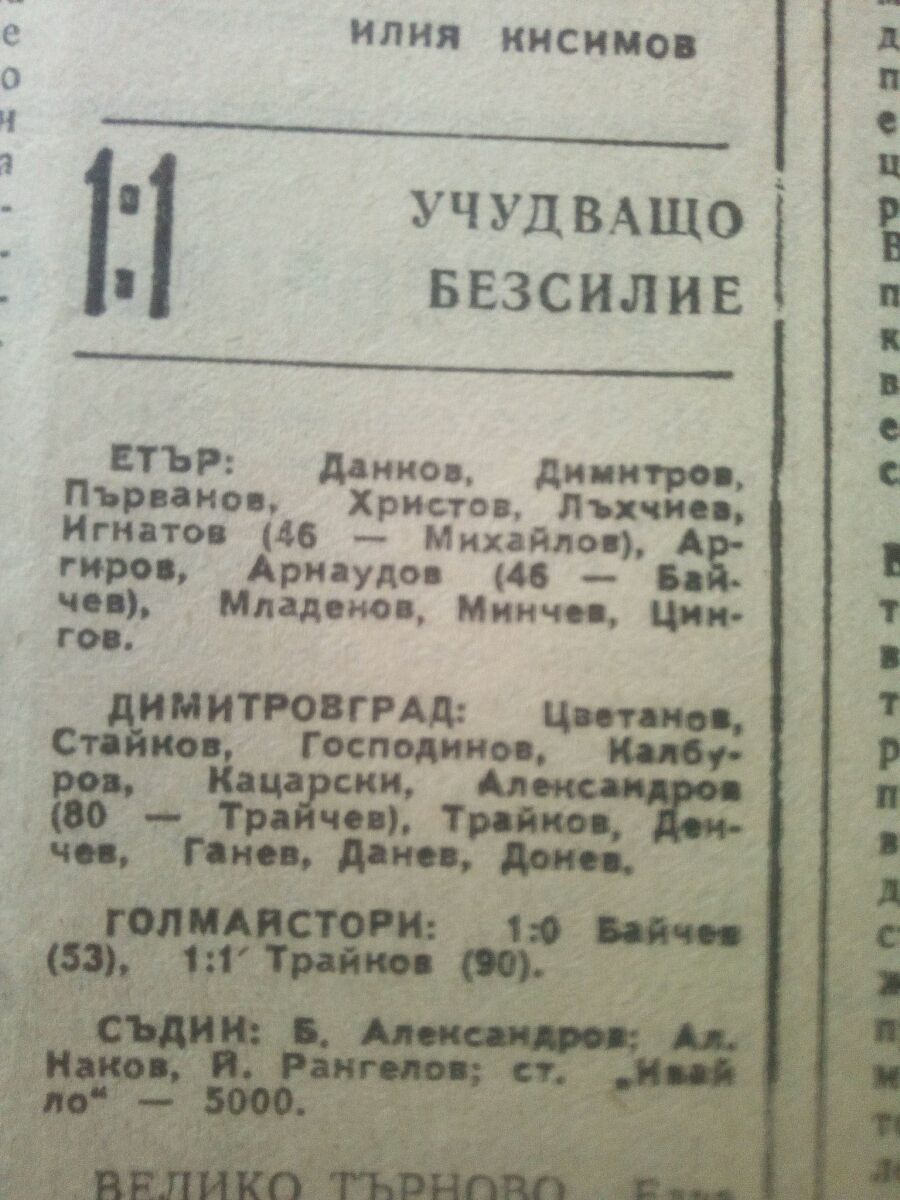 ИЛИЯ КИСИМОВ
1:1
УЧУДВАЩО
БЕЗСИЛИЕ
ЕТЪР: Данков, Димитров,
Първанов, Христов, Лъхчиев,
Игнатов (46 — Михайлов), Ар-
гиров, Арнаудов (46 — Бай-
чев), Младенов, Минчев, Цин-
гов.
ДИМИТРОВГРАД: Цветанов,
Стайков, Господинов, Калбу-
ров, Кацарски, Александров
(80 — Трайчев), Трайков, Ден-
чев, Ганев, Данев, Донев.
ГОЛМАЙСТОРИ: 1:0 Байчев
(53), 1:1 Трайков (90).
СЪДИИ: Б. Александров; Ал.
Наков, Й. Рангелов; ст. „Ивай
ло“ — 5000.
ВЕЛИКО ТЪРНОВО